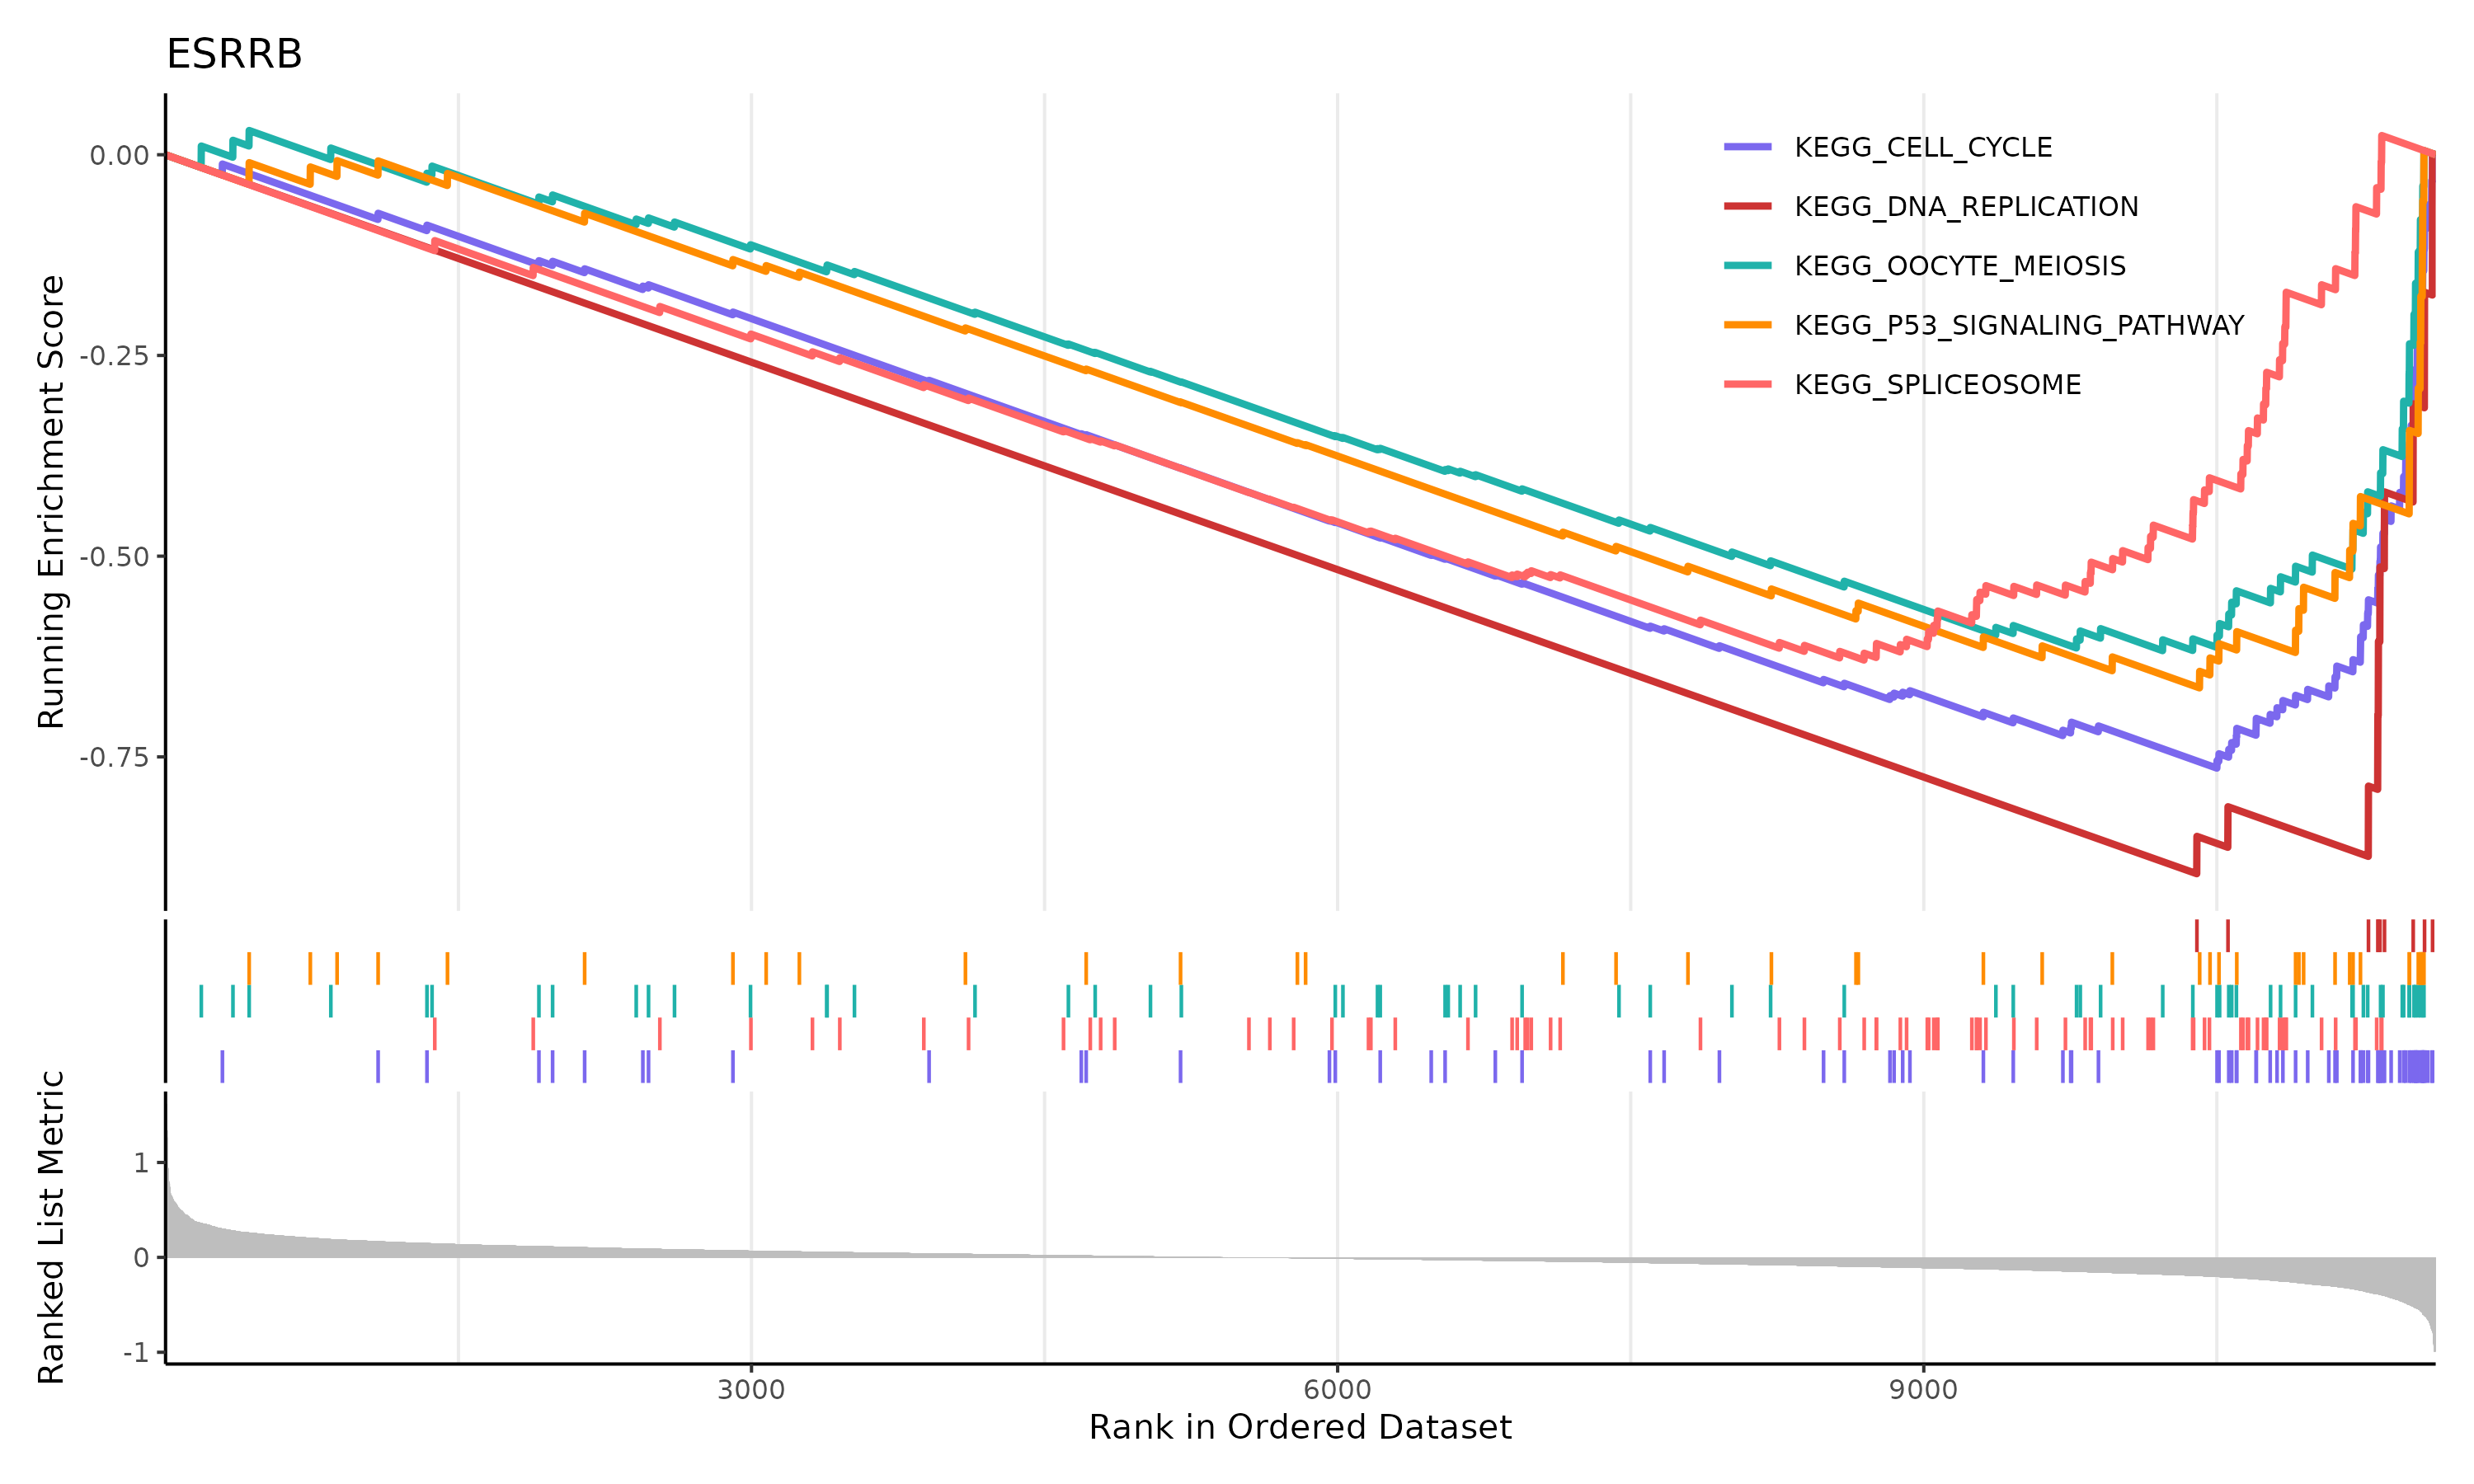 ESRRB
Running Enrichment Score
0.00
-0.25
-0.50
-0.75
KEGG_CELL_CYCLE
KEGG_DNA_REPLICATION
KEGG_OOCYTE_MEIOSIS
KEGG_P53_SIGNALING_PATHWAY
KEGG_SPLICEOSOME
Ranked List Metric
1
0
-1
3000 6000 9000
Rank in Ordered Dataset